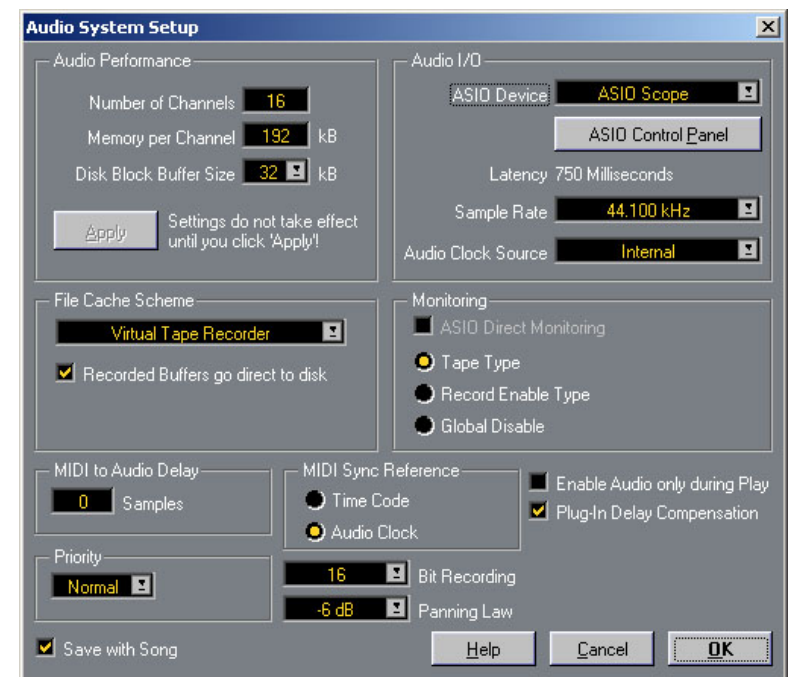 Audio System Setup
Audio Performance
Number of Channels 16
Memory per Channel 192 kB
Disk Block Buffer Size 32 kB
Apply
Settings do not take effect
until you click 'Apply'!
Audio I/O
ASIO Device ASIO Scope
ASIO Control Panel
Latency 750 Milliseconds
Sample Rate 44.100 kHz
Audio Clock Source Internal
File Cache Scheme
Virtual Tape Recorder
Recorded Buffers go direct to disk
Monitoring
ASIO Direct Monitoring
Tape Type
Record Enable Type
Global Disable
MIDI to Audio Delay
0 Samples
MIDI Sync Reference
Time Code
Audio Clock
Enable Audio only during Play
Plug-In Delay Compensation
Priority
Normal
16 Bit Recording
-6 dB Panning Law
Save with Song
Help
Cancel
OK